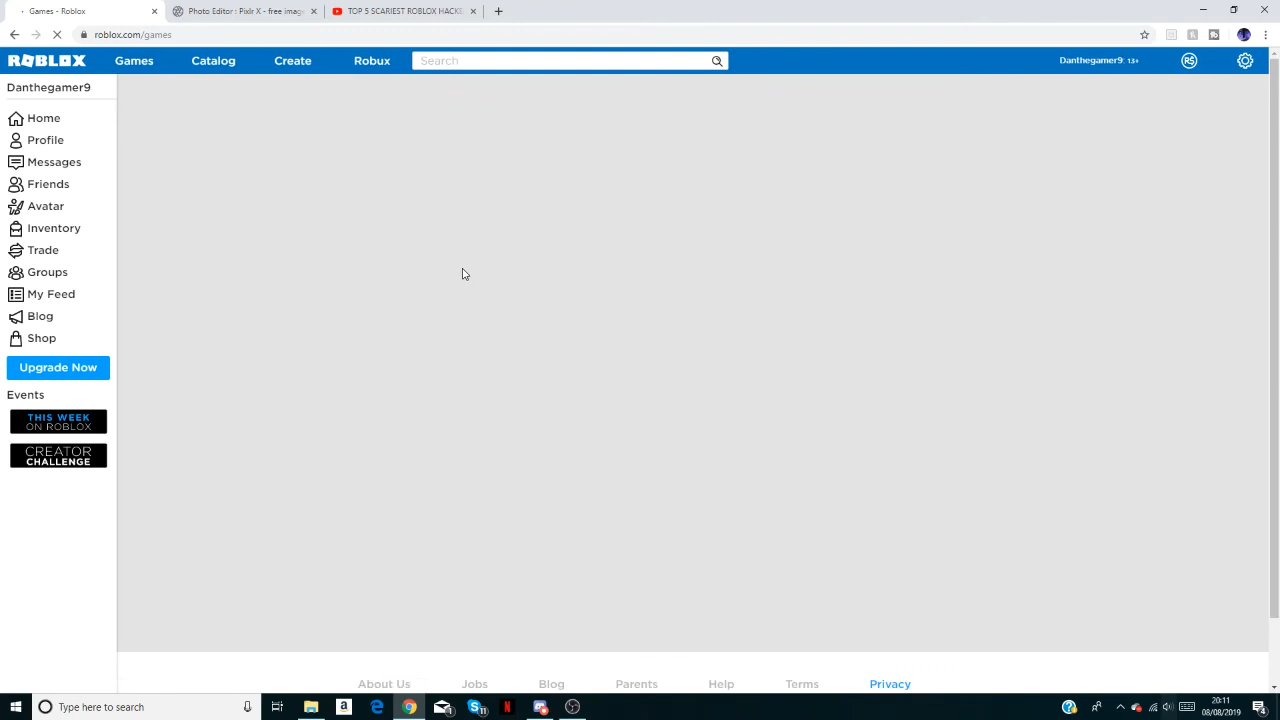 Games - Roblox
Photo Editor : Pixlr X - free image
TOP 5 SCARIEST ROBLOX HACKE
roblox.com/games
ROBLOX
Games
Catalog
Create
Robux
Search
Danthegamer9: 13+
R$
Danthegamer9
Home
Profile
Messages
Friends
Avatar
Inventory
Trade
Groups
My Feed
Blog
Shop
Upgrade Now
Events
THIS WEEK
ON ROBLOX
CREATOR
CHALLENGE
About Us
Jobs
Blog
Parents
Help
Terms
Privacy
Type here to search
20:11
08/08/2019